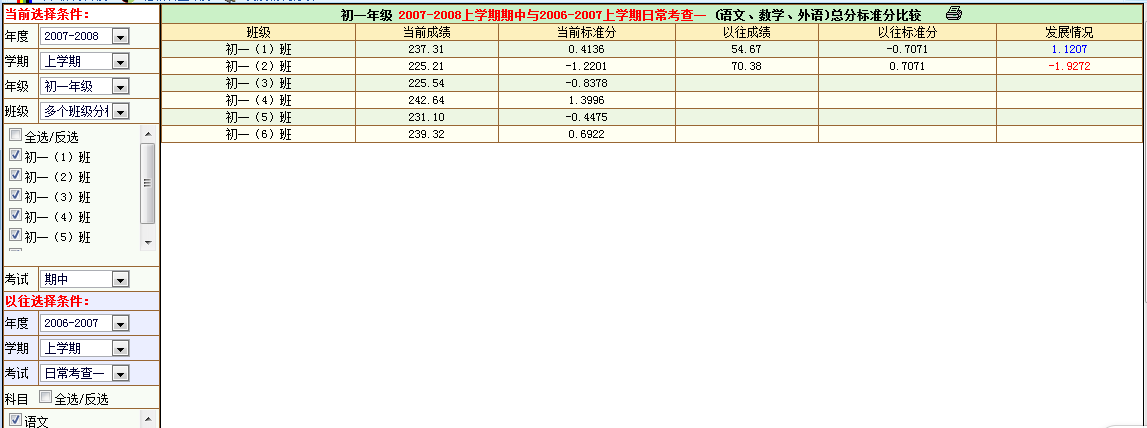 当前选择条件：
年度 2007-2008
学期 上学期
年级 初一年级
班级 多个班级分析
全选/反选
初一（1）班
初一（2）班
初一（3）班
初一（4）班
初一（5）班
考试 期中
以往选择条件：
年度 2006-2007
学期 上学期
考试 日常考查一
科目 全选/反选
语文
初一年级 2007-2008上学期期中与2006-2007上学期日常考查一 (语文、数学、外语)总分标准分比较
班级 当前成绩 当前标准分 以往成绩 以往标准分 发展情况
初一（1）班 237.31 0.4136 54.67 -0.7071 1.1207
初一（2）班 225.21 -1.2201 70.38 0.7071 -1.9272
初一（3）班 225.54 -0.8378
初一（4）班 242.64 1.3996
初一（5）班 231.10 -0.4475
初一（6）班 239.32 0.6922